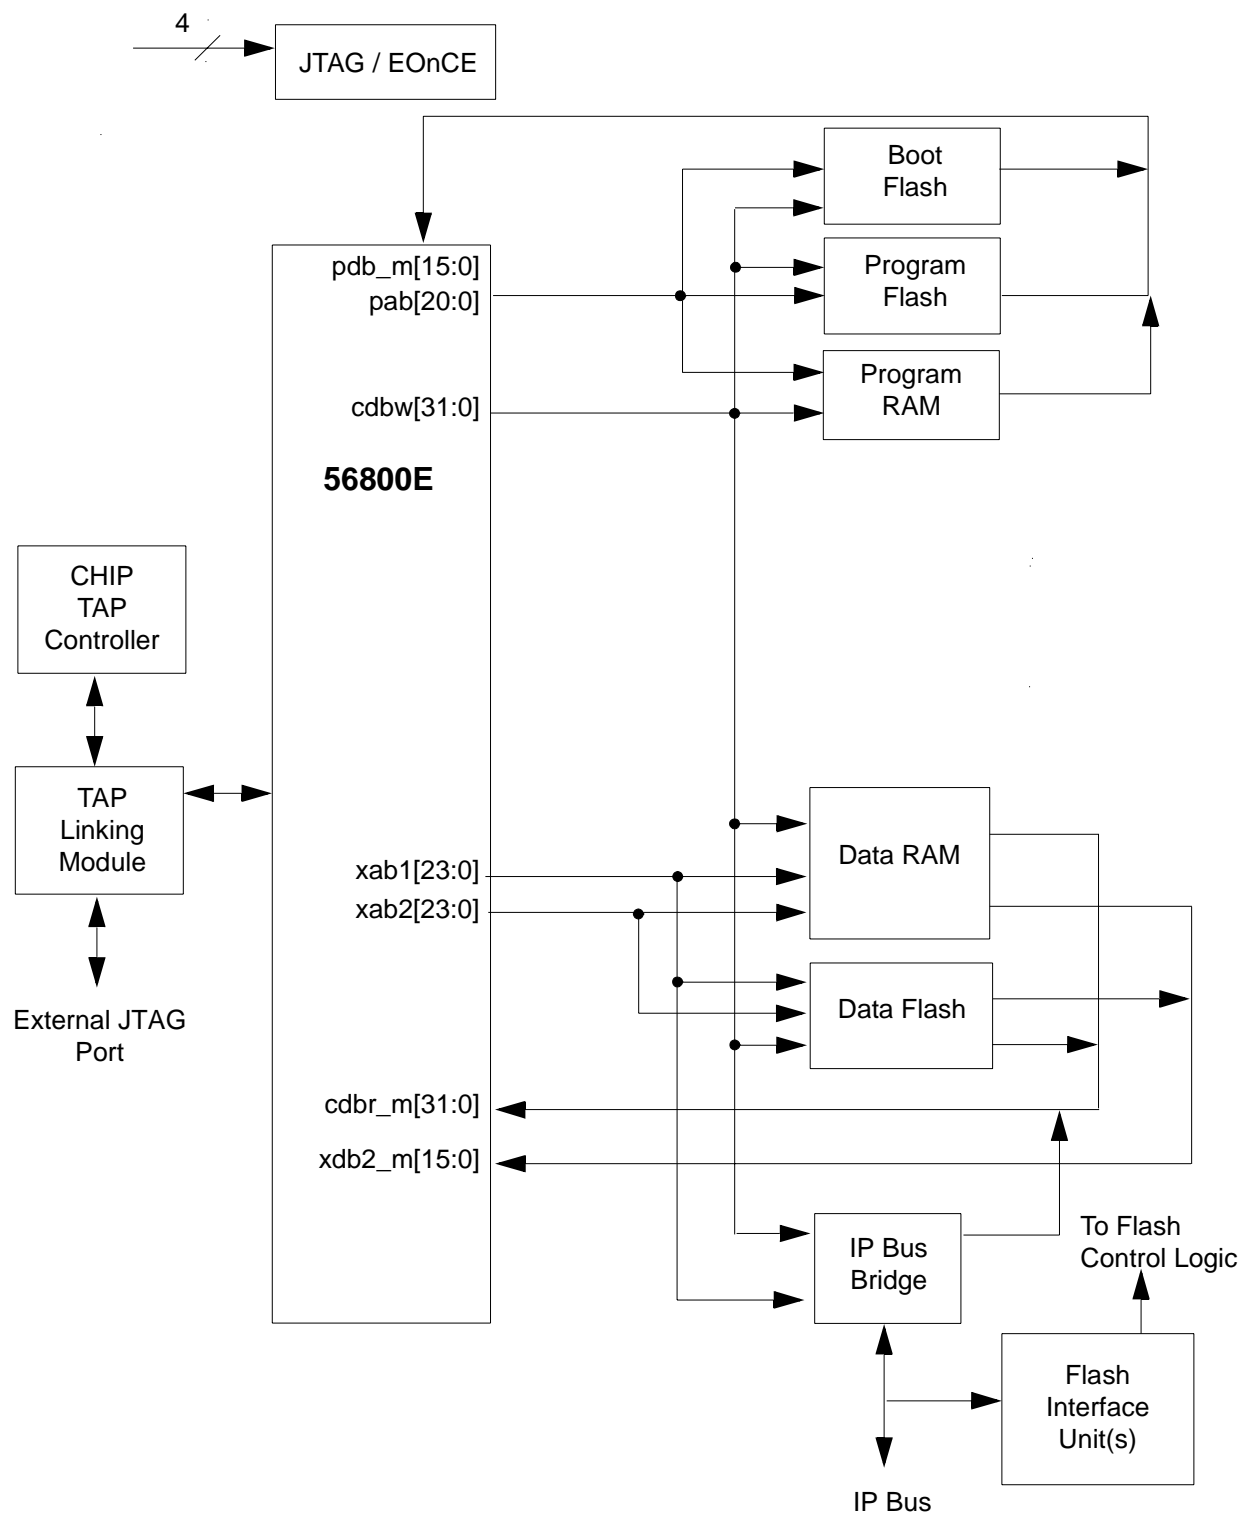 4
JTAG / EOnCE
Boot
Flash
pdb_m[15:0]
pab[20:0]
Program
Flash
Program
RAM
cdbw[31:0]
56800E
CHIP
TAP
Controller
TAP
Linking
Module
External JTAG
Port
xab1[23:0]
xab2[23:0]
Data RAM
Data Flash
cdbr_m[31:0]
xdb2_m[15:0]
IP Bus
Bridge
To Flash
Control Logic
Flash
Interface
Unit(s)
IP Bus